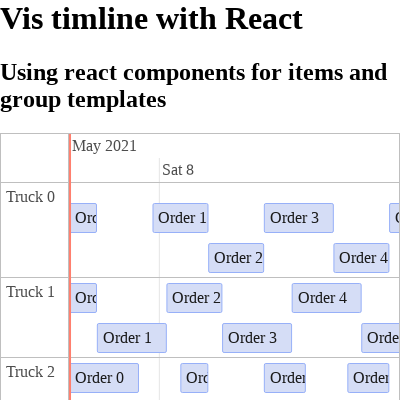 Vis timline with React
Using react components for items and
group templates
May 2021
Sat 8
Truck 0
Ord
Order 1
Order 3
Order 2
Order 4
Truck 1
Ord
Order 2
Order 4
Order 1
Order 3
Orde
Truck 2
Order 0
Ord
Order
Order